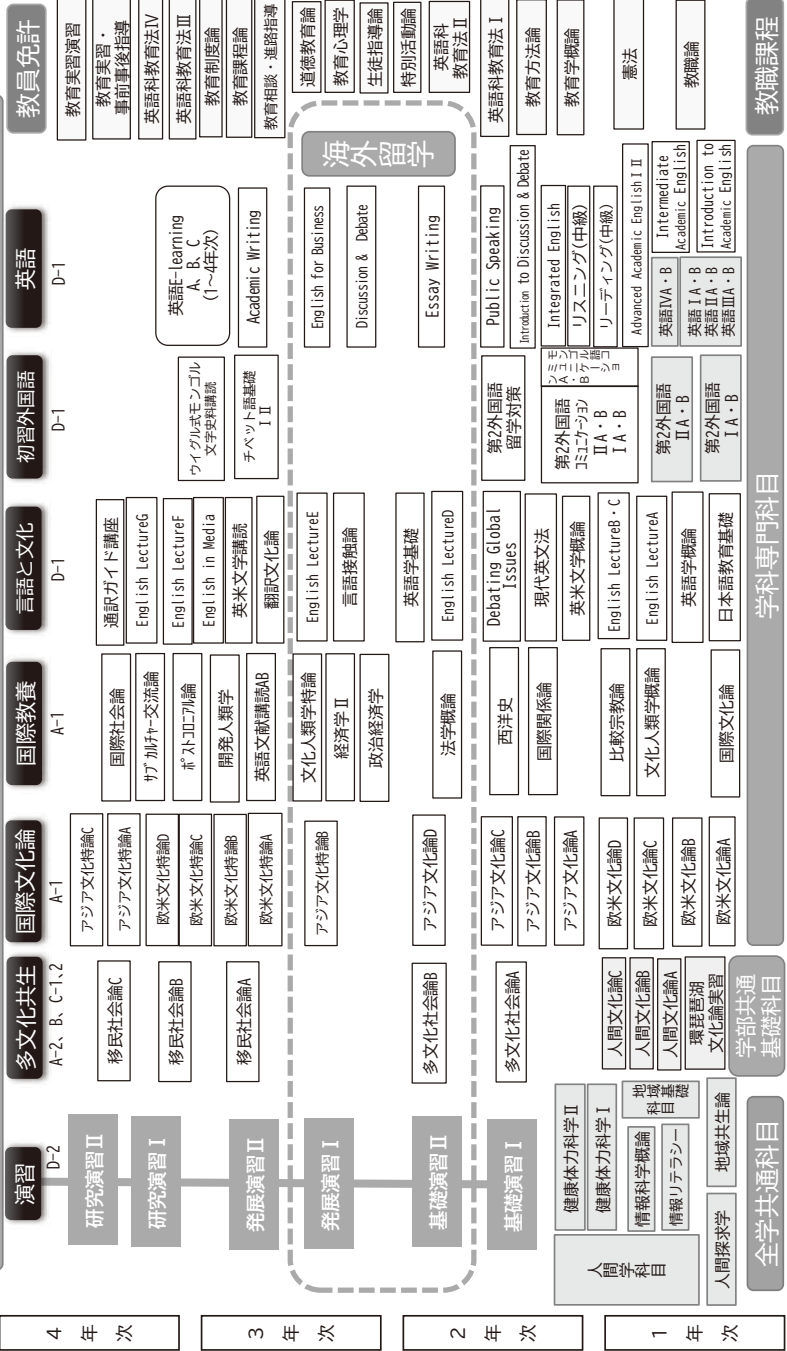 演習
D-2
研究演習Ⅱ
研究演習Ⅰ
発展演習Ⅱ
発展演習Ⅰ
基礎演習Ⅱ
基礎演習Ⅰ
健康体力科学Ⅱ
健康体力科学Ⅰ
人間学科目
情報科学概論
情報リテラシー
地域基礎
科目
人間探求学
地域共生論
全学共通科目
多文化共生
A-2、B、C-1、2
移民社会論C
移民社会論B
移民社会論A
多文化社会論B
多文化社会論A
人間文化論C
人間文化論B
人間文化論A
環琵琶湖
文化論実習
学部共通
基礎科目
国際文化論
A-1
アジア文化特論C
アジア文化特論A
欧米文化特論D
欧米文化特論C
欧米文化特論B
欧米文化特論A
アジア文化特論B
アジア文化論D
アジア文化論C
アジア文化論B
アジア文化論A
欧米文化論D
欧米文化論C
欧米文化論B
欧米文化論A
国際教養
A-1
国際社会論
サブカルチャー交流論
ポストコロニアル論
開発人類学
英語文献講読AB
文化人類学特論
経済学Ⅱ
政治経済学
法学概論
西洋史
国際関係論
比較宗教論
文化人類学概論
国際文化論
言語と文化
D-1
通訳ガイド講座
English LectureG
English LectureF
English in Media
英米文学講読
翻訳文化論
English LectureE
言語接触論
英語学基礎
English LectureD
Debating Global
Issues
現代英文法
英米文学概論
English LectureB・C
English LectureA
英語学概論
日本語教育基礎
初習外国語
D-1
ウイグル式モンゴル
文字史料講読
チベット語基礎
ⅠⅡ
第2外国語
留学対策
第2外国語
コミュニケーション
ⅡA・B
ⅠA・B
モンゴル語コ
ミュニケーショ
ンA・B
第2外国語
ⅡA・B
第2外国語
ⅠA・B
英語
D-1
英語E-learning
A、B、C
(1～4年次)
Academic Writing
English for Business
Discussion & Debate
Essay Writing
Public Speaking
Introduction to Discussion & Debate
Integrated English
リスニング(中級)
リーディング(中級)
Advanced Academic English Ⅰ Ⅱ
英語ⅣA・B
Intermediate
Academic English
英語ⅠA・B
英語ⅡA・B
英語ⅢA・B
Introduction to
Academic English
学科専門科目
海外留学
教員免許
教育実習演習
教育実習・
事前事後指導
英語科教育法Ⅳ
英語科教育法Ⅲ
教育制度論
教育課程論
教育相談・進路指導
道徳教育論
教育心理学
生徒指導論
特別活動論
英語科
教育法Ⅱ
英語科教育法Ⅰ
教育方法論
教育学概論
憲法
教職論
教職課程
4年次
3年次
2年次
1年次